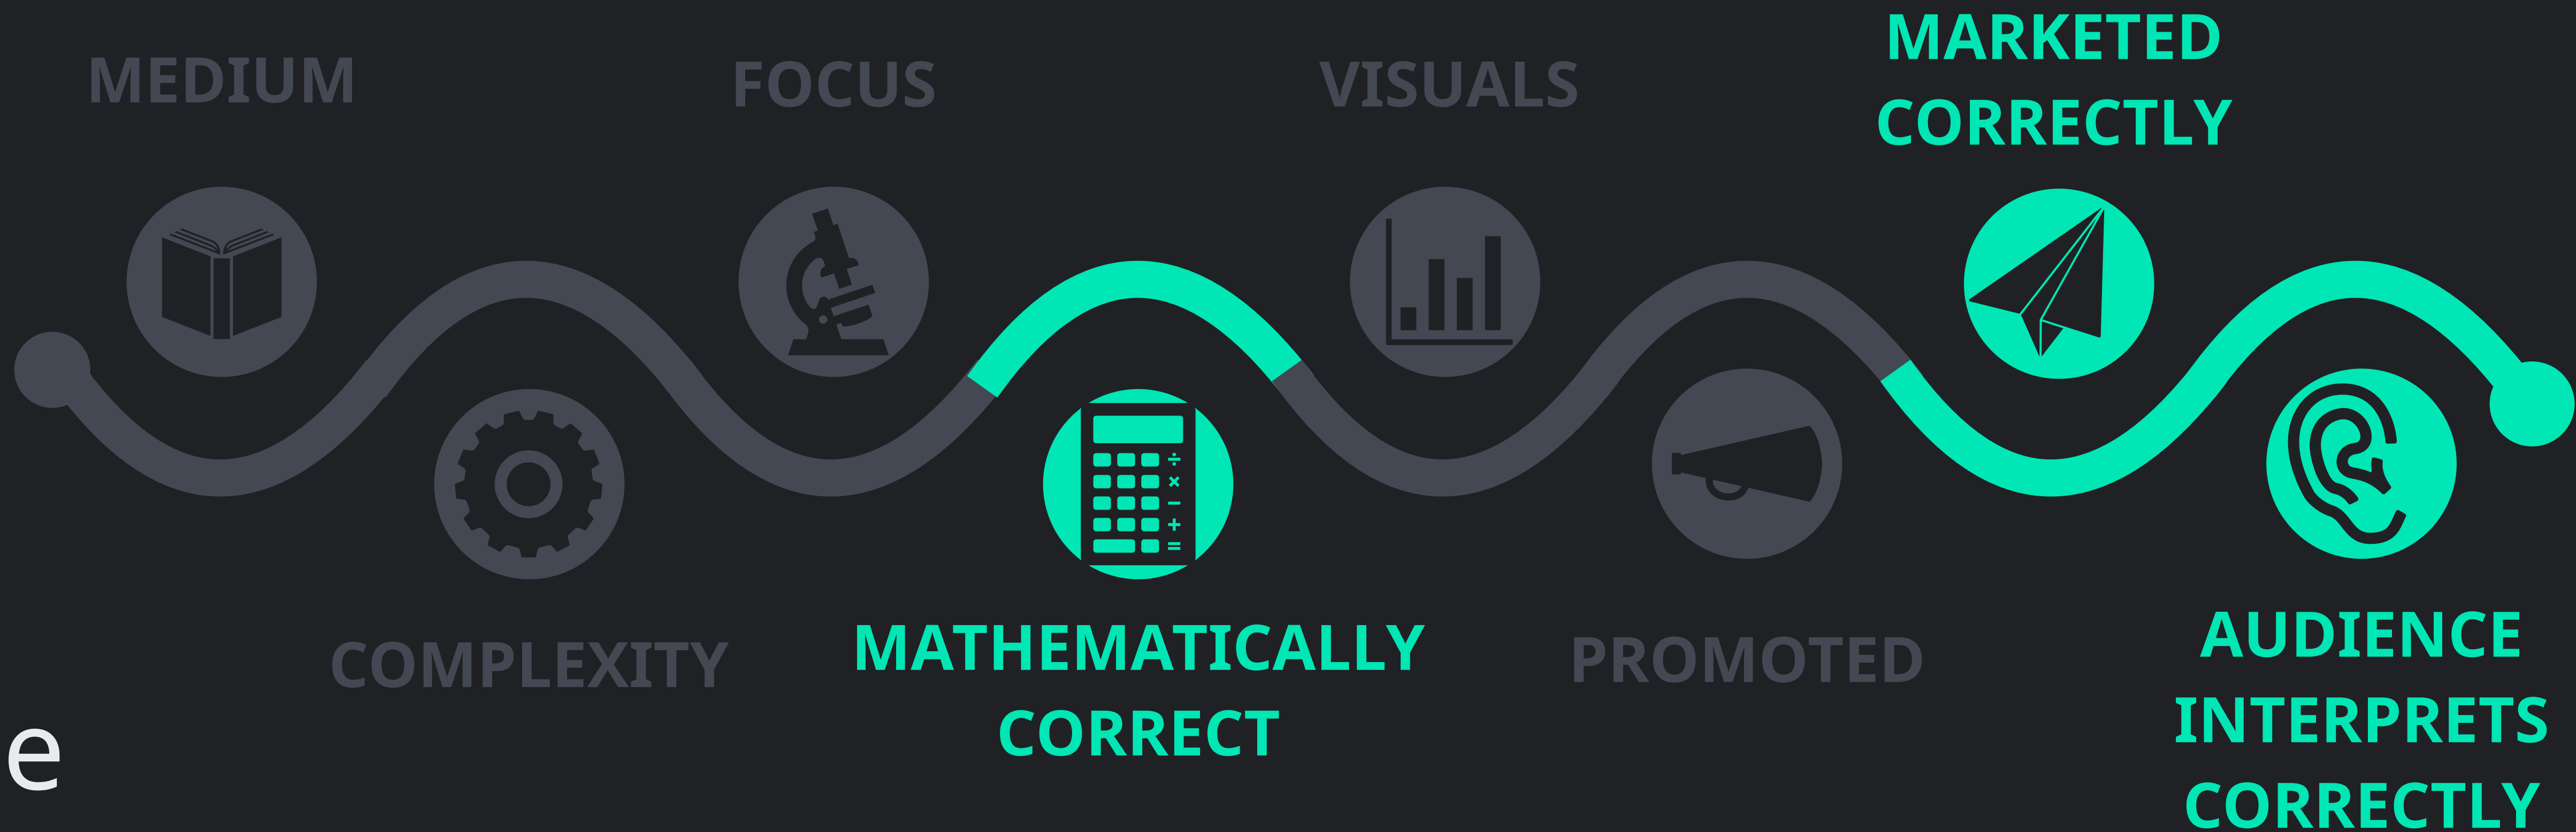 MEDIUM
FOCUS
VISUALS
MARKETED
CORRECTLY
÷
×
−
+
=
COMPLEXITY
MATHEMATICALLY
CORRECT
PROMOTED
AUDIENCE
INTERPRETS
CORRECTLY
e